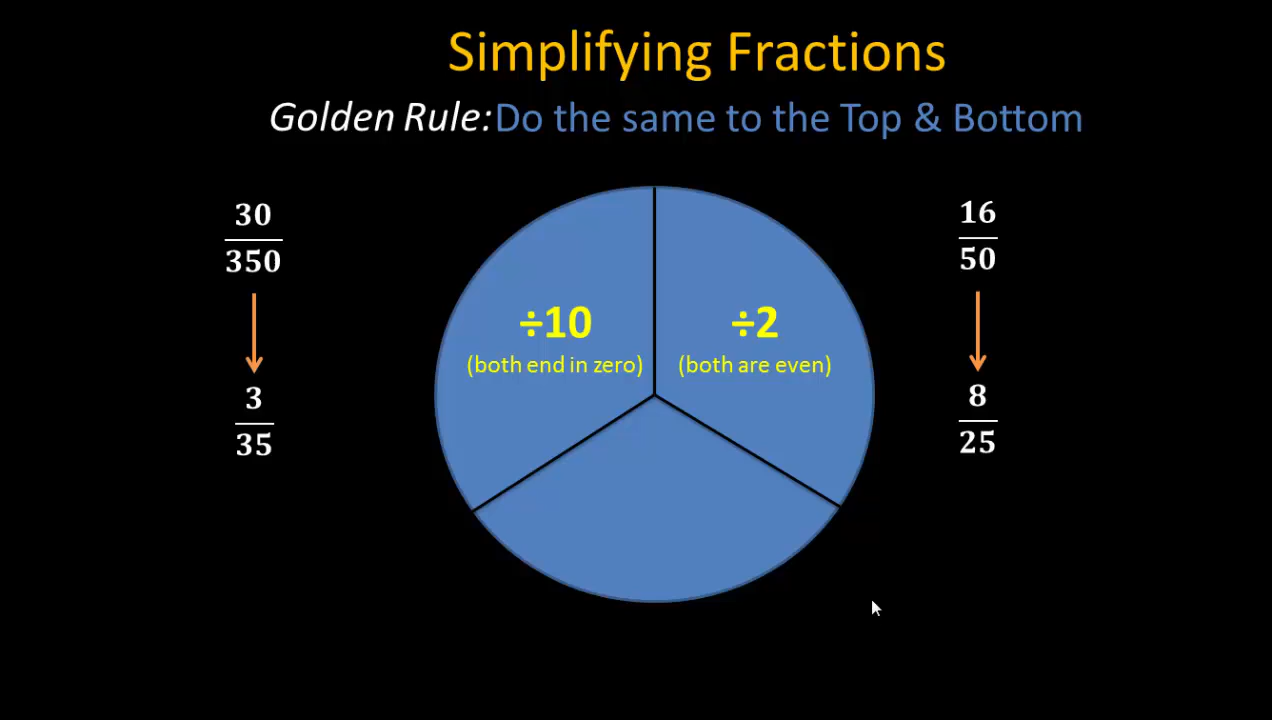 Simplifying Fractions
Golden Rule: Do the same to the Top & Bottom
30
350
3
35
÷10
(both end in zero)
÷2
(both are even)
16
50
8
25